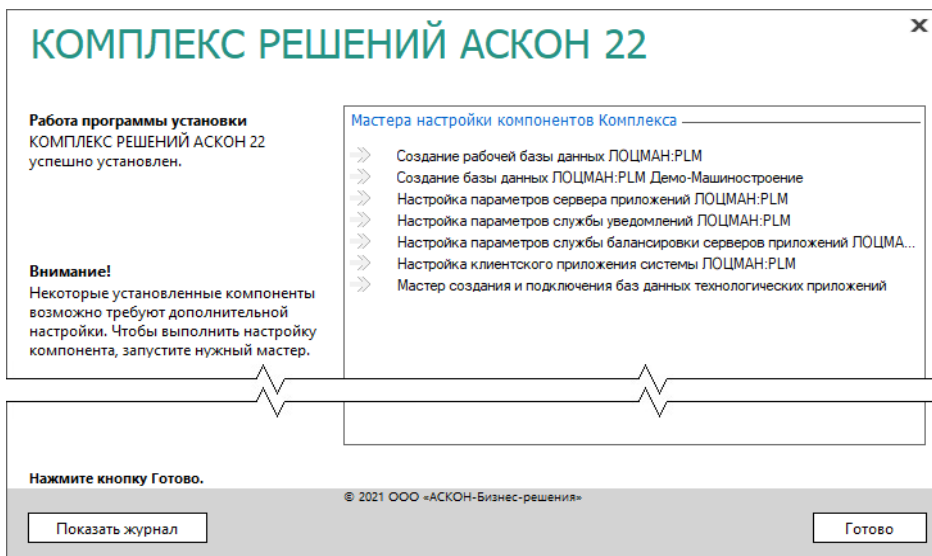 КОМПЛЕКС РЕШЕНИЙ АСКОН 22
Работа программы установки
КОМПЛЕКС РЕШЕНИЙ АСКОН 22
успешно установлен.
Внимание!
Некоторые установленные компоненты
возможно требуют дополнительной
настройки. Чтобы выполнить настройку
компонента, запустите нужный мастер.
Мастера настройки компонентов Комплекса
Создание рабочей базы данных ЛОЦМАН:PLM
Создание базы данных ЛОЦМАН:PLM Демо-Машиностроение
Настройка параметров сервера приложений ЛОЦМАН:PLM
Настройка параметров службы уведомлений ЛОЦМАН:PLM
Настройка параметров службы балансировки серверов приложений ЛОЦМА...
Настройка клиентского приложения системы ЛОЦМАН:PLM
Мастер создания и подключения баз данных технологических приложений
Нажмите кнопку Готово.
© 2021 ООО «АСКОН-Бизнес-решения»
Показать журнал
Готово